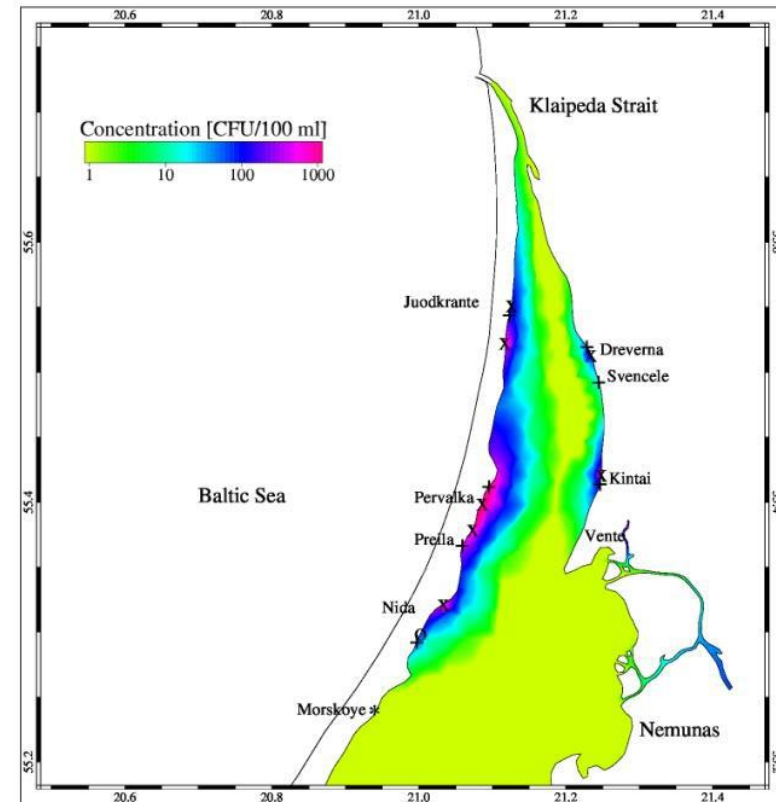 20.6 20.8 21.0 21.2 21.4
Klaipeda Strait
Concentration [CFU/100 ml]
1 10 100 1000
55.6
Juodkrante
X
X
Dreverna
Svencele
Baltic Sea
55.4
X Kintai
Pervalka X
X
Preila
Vente
Nida X
O
Morskoye *
Nemunas
55.2
20.6 20.8 21.0 21.2 21.4